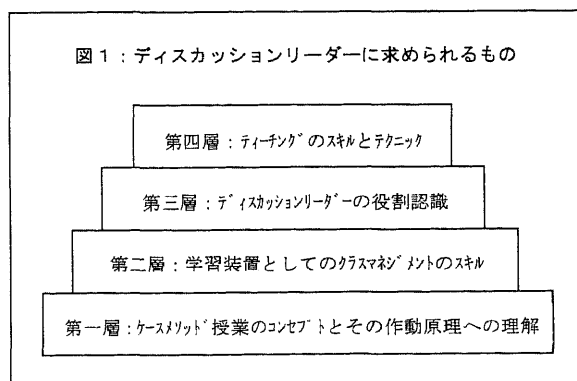 図１：ディスカッションリーダーに求められるもの
第四層：ﾃｨｰﾁﾝｸﾞのｽｷﾙとﾃｸﾆｯｸ
第三層：ﾃﾞｨｽｶｯｼｮﾝﾘｰﾀﾞｰの役割認識
第二層：学習装置としてのｸﾗｽﾏﾈｼﾞﾒﾝﾄのｽｷﾙ
第一層：ｹｰｽﾒｿｯﾄﾞ授業のｺﾝｾﾌﾟﾄとその作動原理への理解